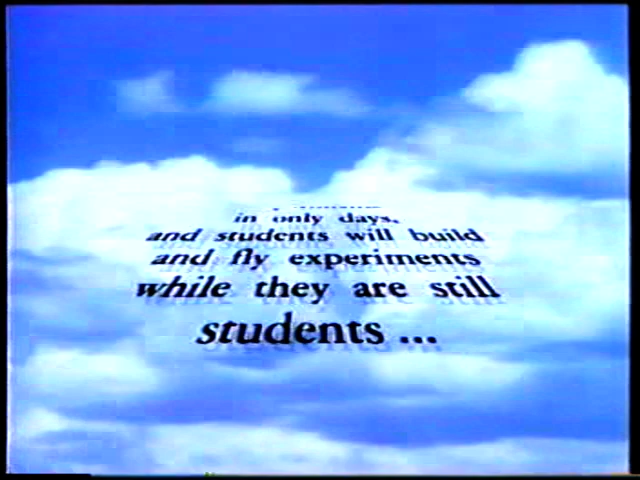 in only days,
and students will build
and fly experiments
while they are still
students ...